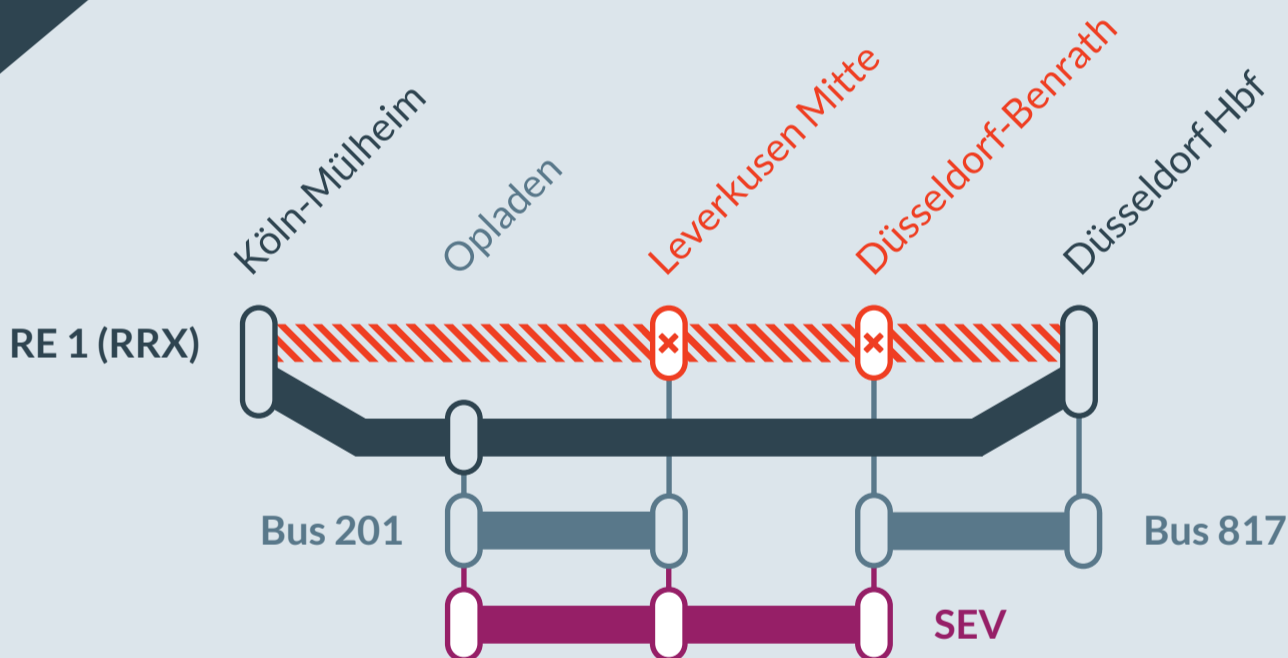 Köln-Mülheim
Opladen
Leverkusen Mitte
Düsseldorf-Benrath
Düsseldorf Hbf
RE 1 (RRX)
Bus 201
Bus 817
SEV